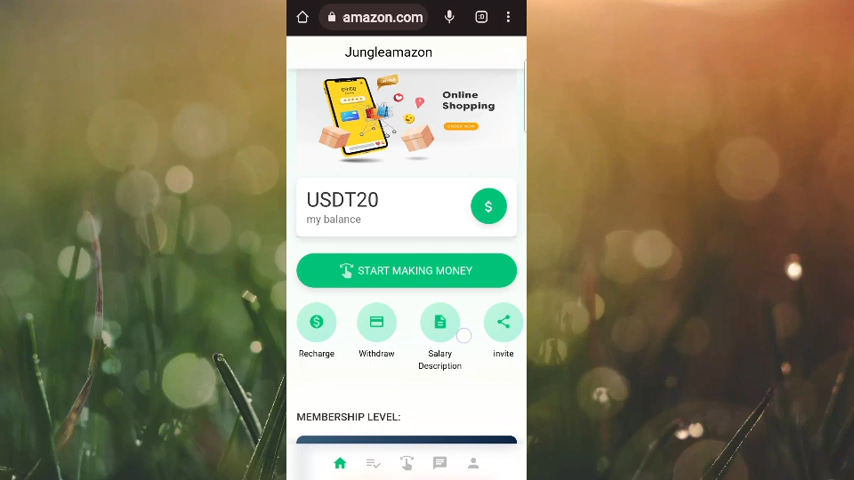 amazon.com
Jungleamazon
Online
Shopping
USDT20
my balance
$
START MAKING MONEY
Recharge
Withdraw
Salary
Description
invite
MEMBERSHIP LEVEL: